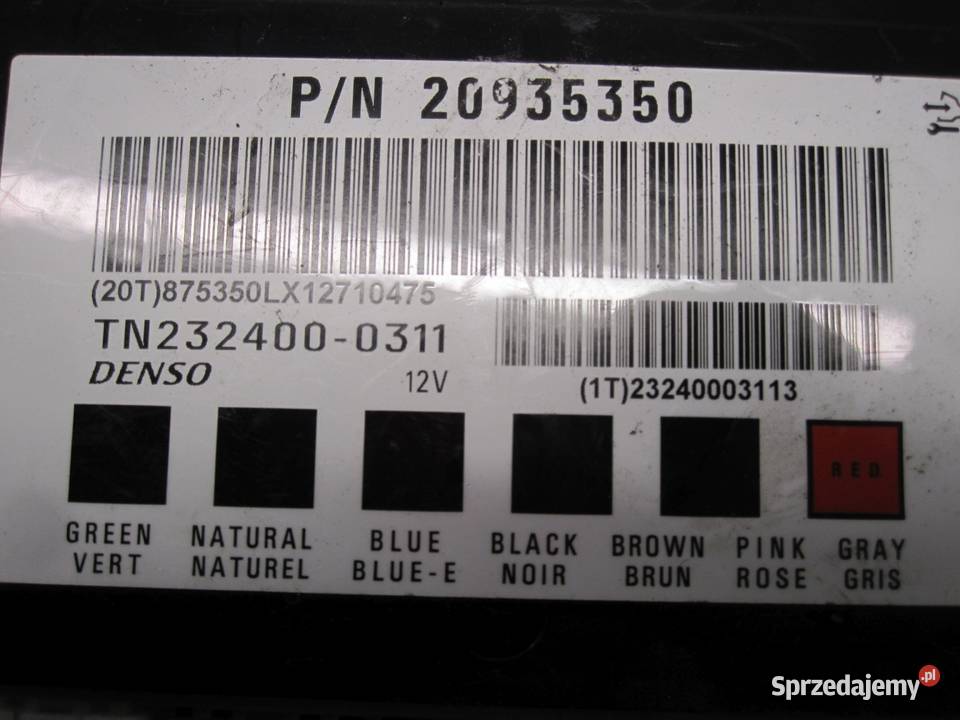 P/N 20935350
(20T)875350LX12710475
TN232400-0311
DENSO 12V
(1T)23240003113
RED
GREEN NATURAL BLUE BLACK BROWN PINK GRAY
VERT NATUREL BLUE-E NOIR BRUN ROSE GRIS
Sprzedajemy.pl